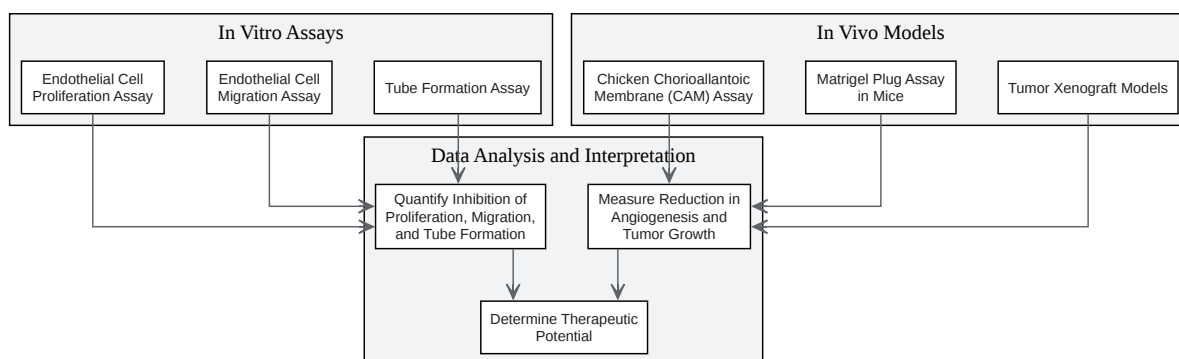 In Vitro Assays
Endothelial Cell
Proliferation Assay
Endothelial Cell
Migration Assay
Tube Formation Assay
In Vivo Models
Chicken Chorioallantoic
Membrane (CAM) Assay
Matrigel Plug Assay
in Mice
Tumor Xenograft Models
Data Analysis and Interpretation
Quantify Inhibition of
Proliferation, Migration,
and Tube Formation
Measure Reduction in
Angiogenesis and
Tumor Growth
Determine Therapeutic
Potential